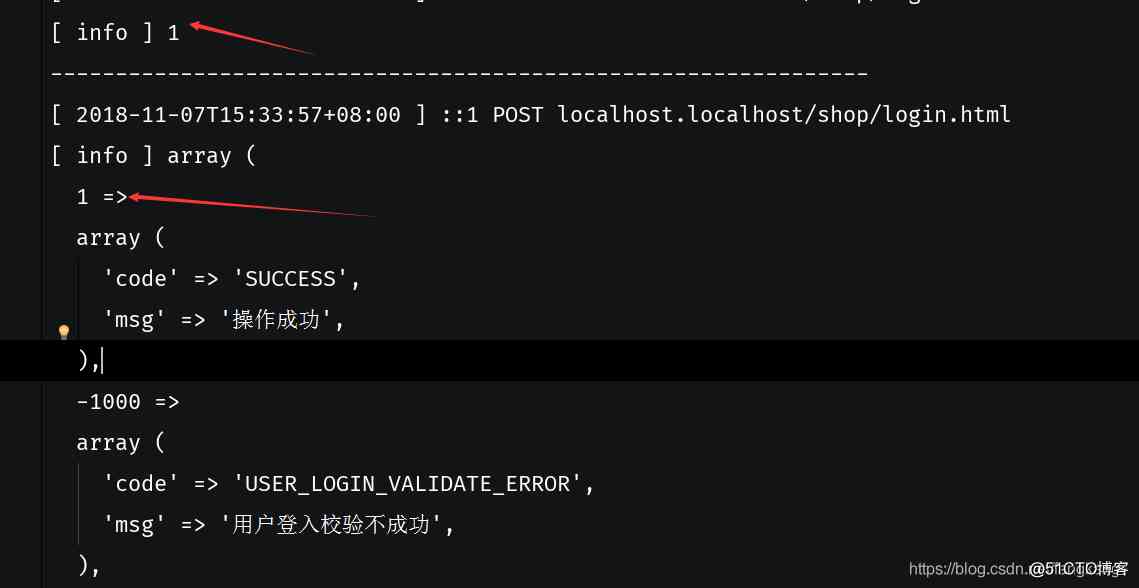 [ info ] 1
---------------------------------------------------------------
[ 2018-11-07T15:33:57+08:00 ] ::1 POST localhost.localhost/shop/login.html
[ info ] array (
1 =>
array (
'code' => 'SUCCESS',
'msg' => '操作成功',
),
-1000 =>
array (
'code' => 'USER_LOGIN_VALIDATE_ERROR',
'msg' => '用户登入校验不成功',
),
https://blog.csdn. @51CTO博客